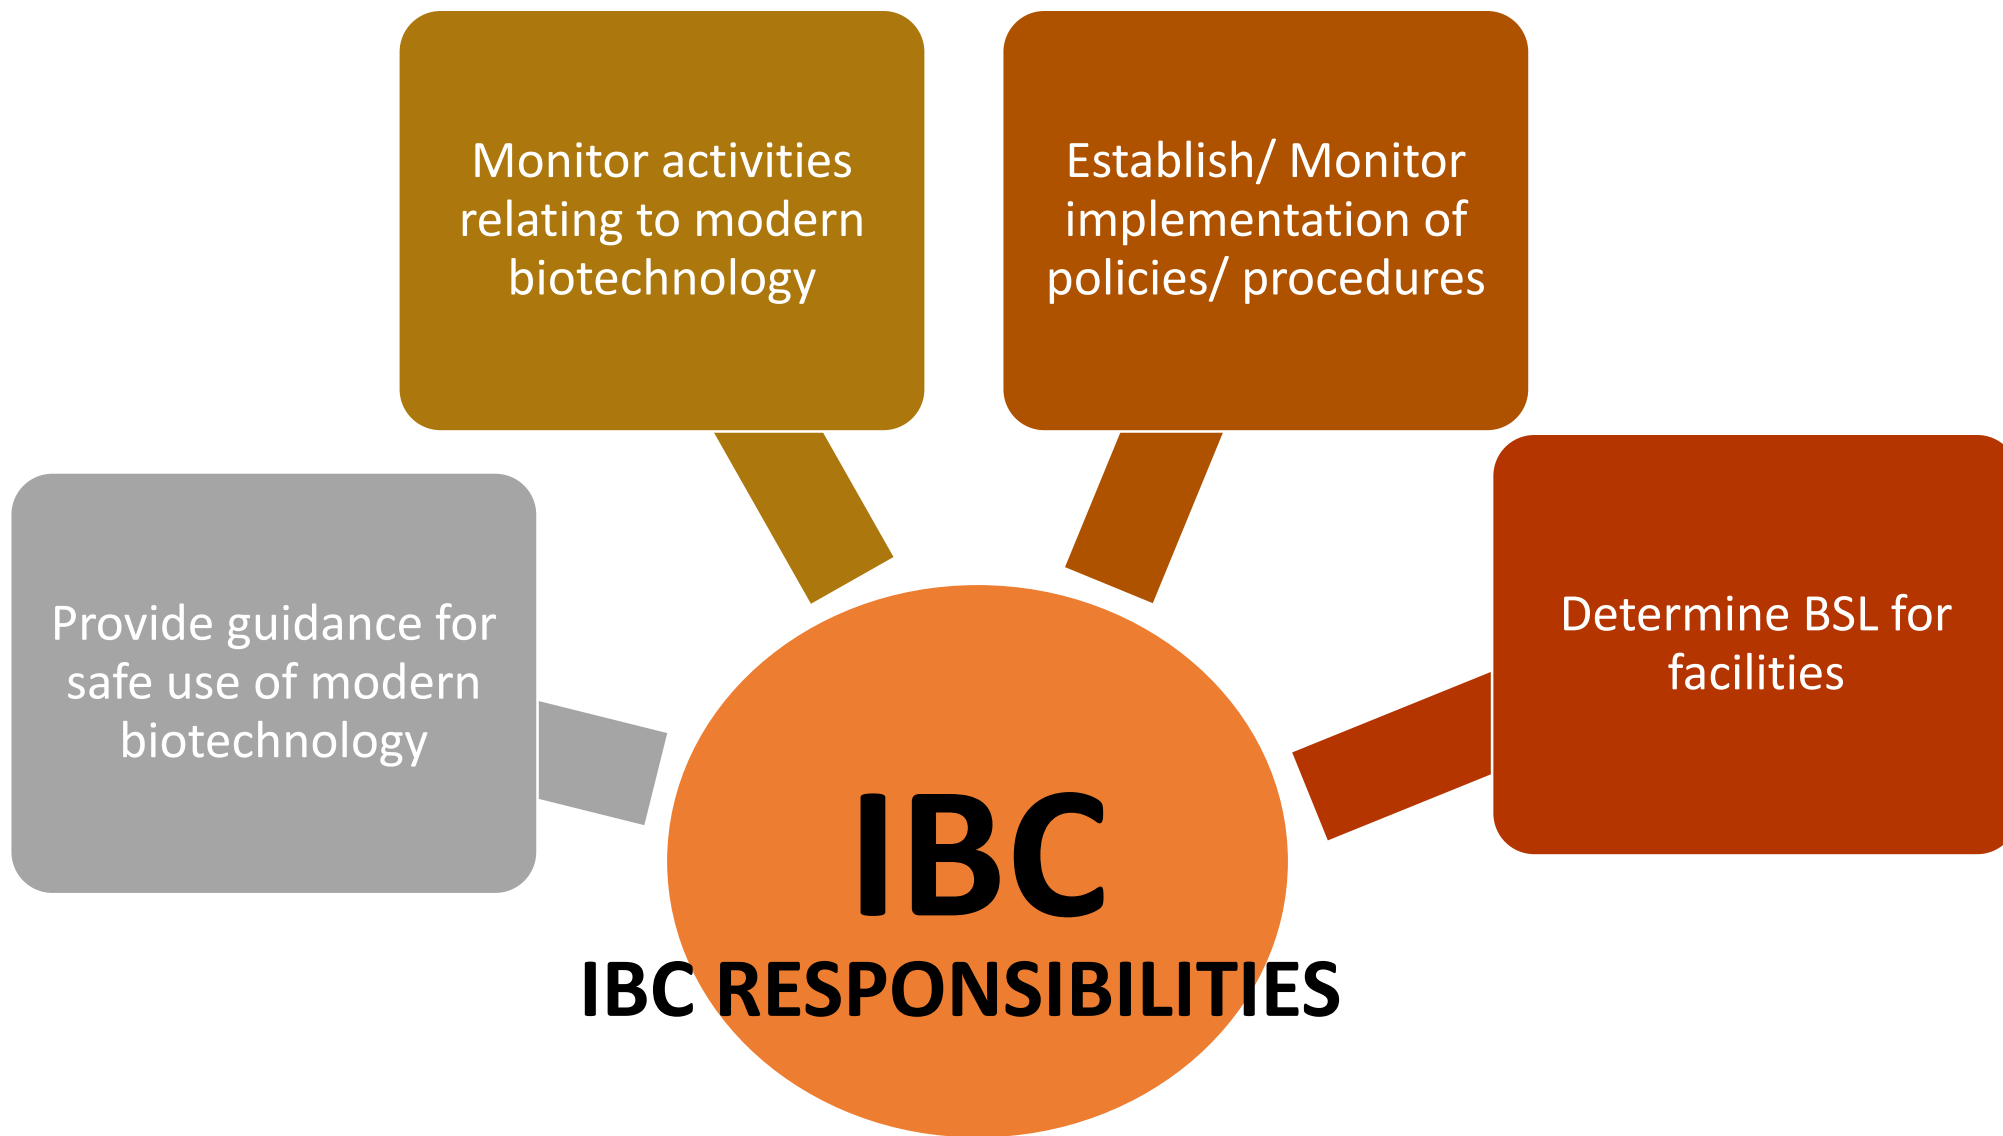 Monitor activities
relating to modern
biotechnology
Establish/ Monitor
implementation of
policies/ procedures
Provide guidance for
safe use of modern
biotechnology
Determine BSL for
facilities
IBC
IBC RESPONSIBILITIES